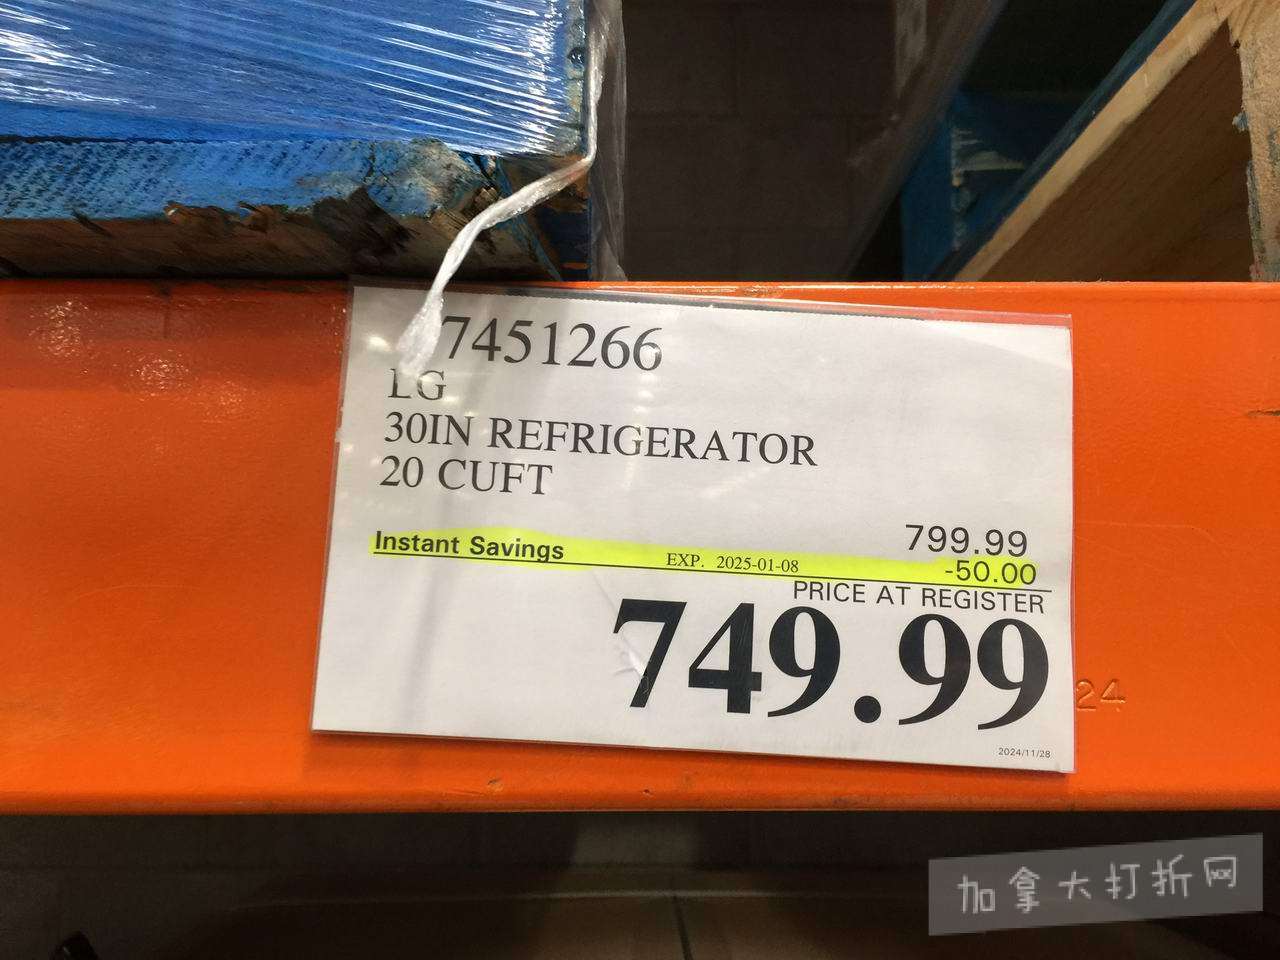 7451266
LG
30IN REFRIGERATOR
20 CUFT
799.99
Instant Savings EXP. 2025-01-08 -50.00
PRICE AT REGISTER
749.99
2024/11/28
24
加拿大打折网